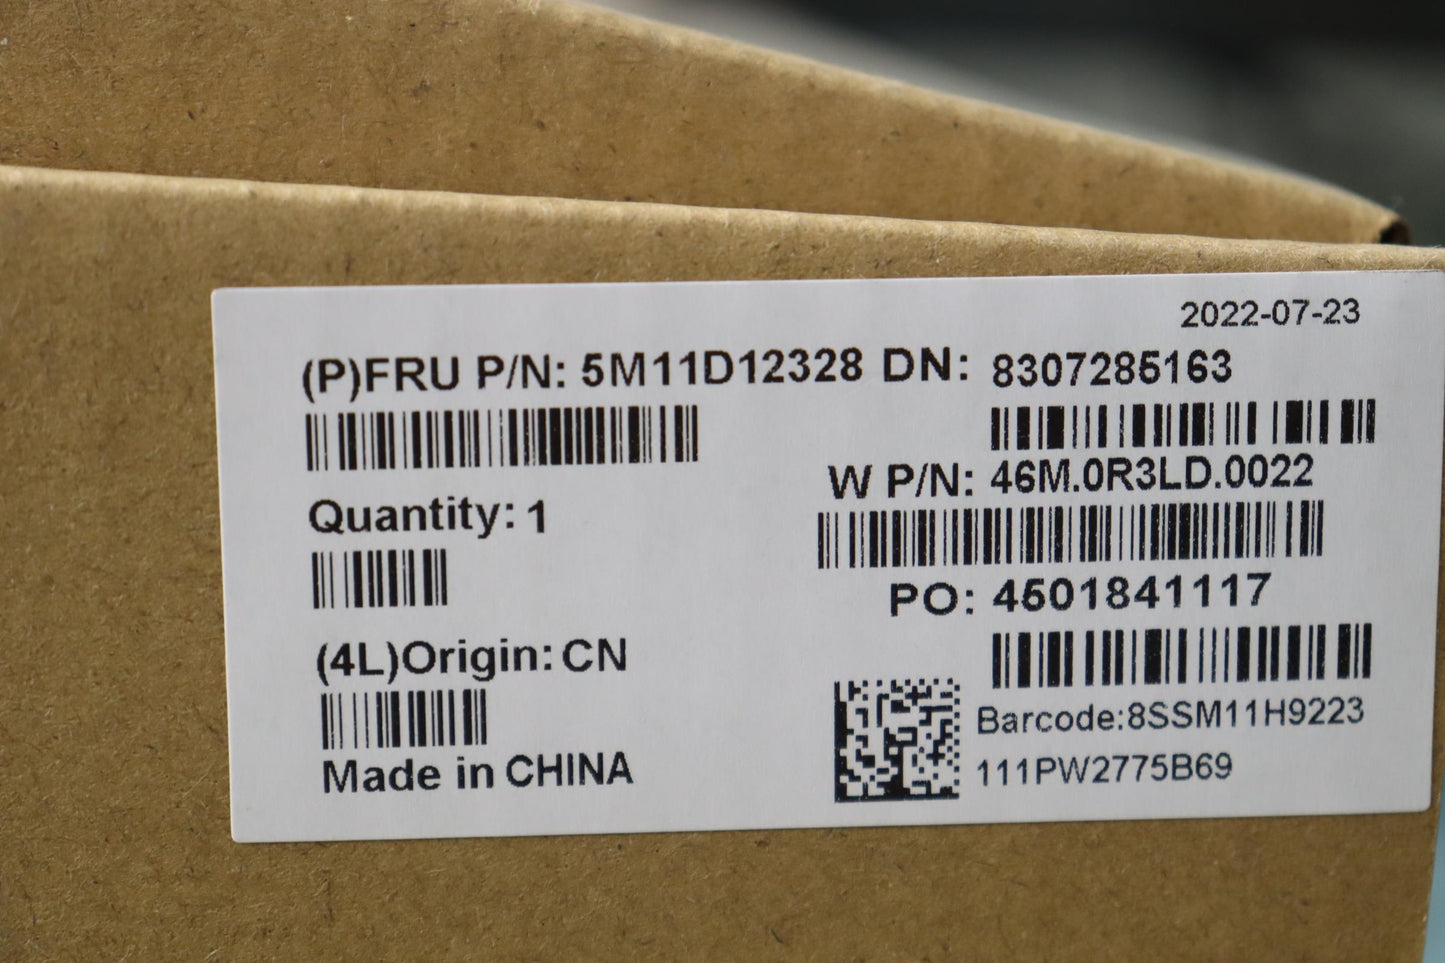 2022-07-23
(P)FRU P/N: 5M11D12328 DN: 8307285163
W P/N: 46M.0R3LD.0022
Quantity: 1
PO: 4501841117
(4L)Origin: CN
Barcode:8SSM11H9223
111PW2775B69
Made in CHINA